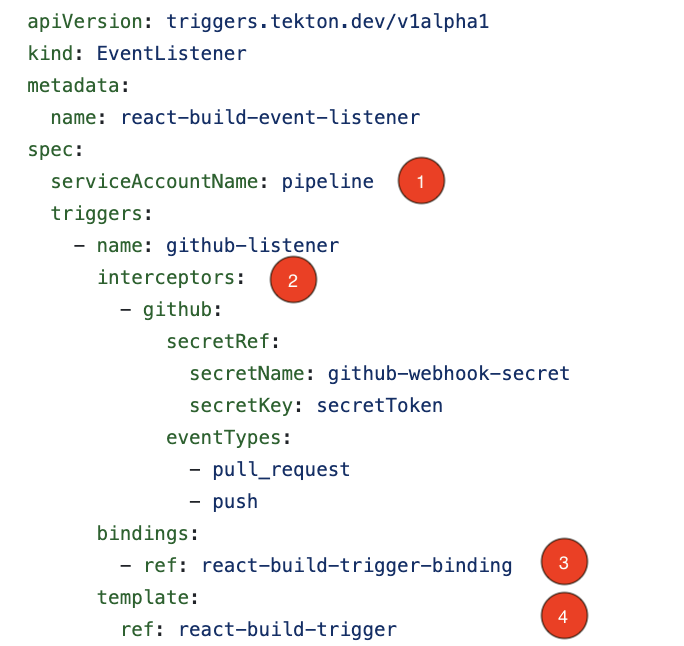 apiVersion: triggers.tekton.dev/v1alpha1
kind: EventListener
metadata:
  name: react-build-event-listener
spec:
  serviceAccountName: pipeline 1
  triggers:
    - name: github-listener
      interceptors: 2
        - github:
            secretRef:
              secretName: github-webhook-secret
              secretKey: secretToken
            eventTypes:
              - pull_request
              - push
      bindings:
        - ref: react-build-trigger-binding 3
      template: 4
        ref: react-build-trigger